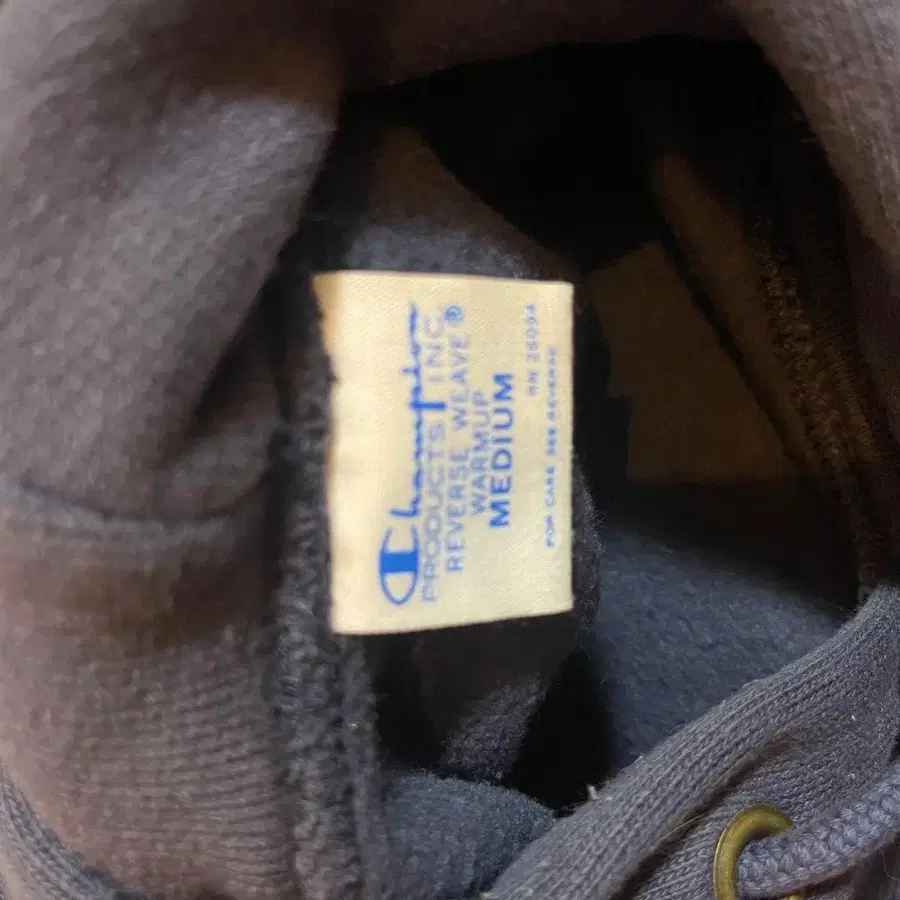 Champion
PRODUCTS INC.
REVERSE WEAVE®
WARMUP
MEDIUM
RN 26094
FOR CARE SEE REVERSE